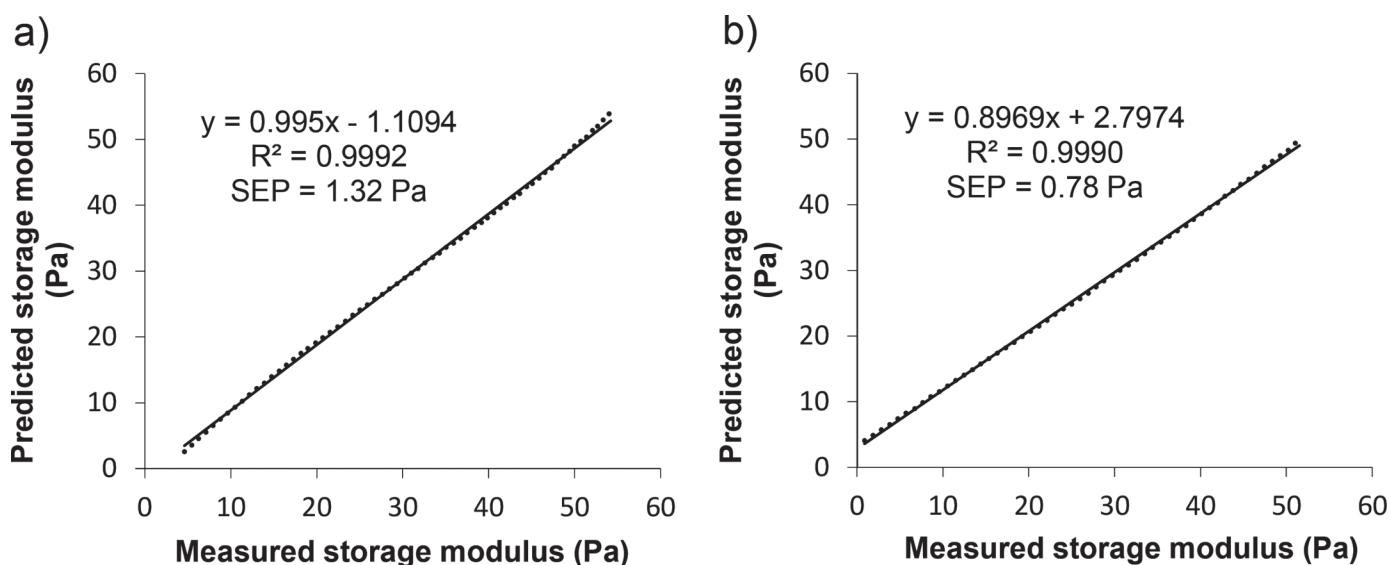 a)
Predicted storage modulus
(Pa)
60
50
40
30
20
10
0
y = 0.995x - 1.1094
R² = 0.9992
SEP = 1.32 Pa
0 10 20 30 40 50 60
Measured storage modulus (Pa)
b)
Predicted storage modulus
(Pa)
60
50
40
30
20
10
0
y = 0.8969x + 2.7974
R² = 0.9990
SEP = 0.78 Pa
0 10 20 30 40 50 60
Measured storage modulus (Pa)